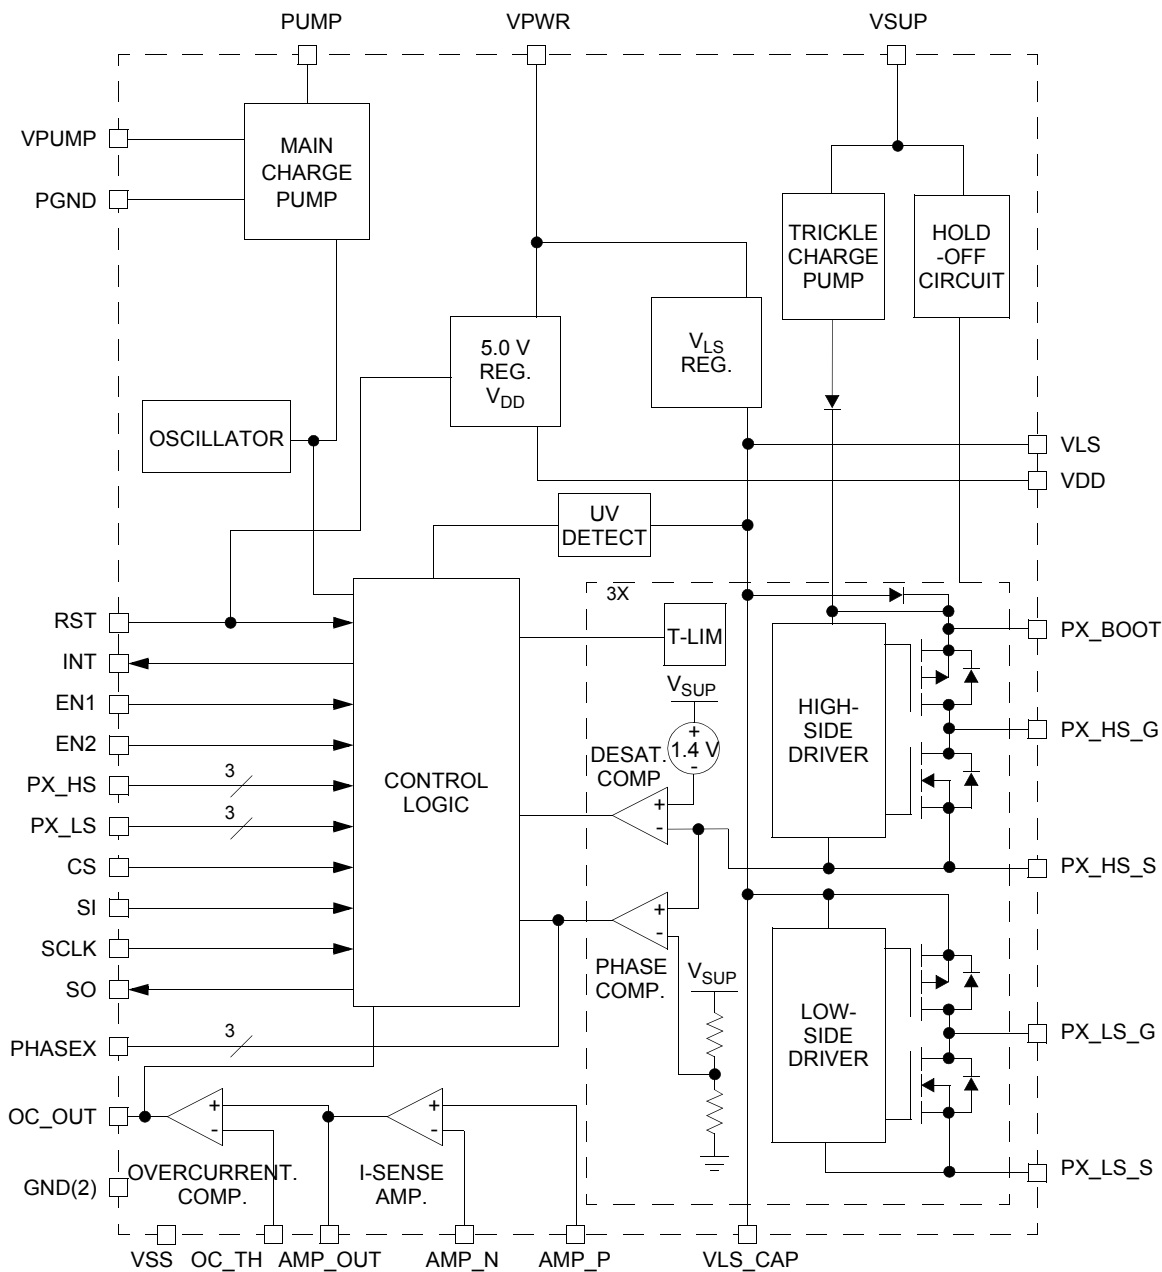 PUMP
VPWR
VSUP
VPUMP
PGND
MAIN
CHARGE
PUMP
TRICKLE
CHARGE
PUMP
HOLD
-OFF
CIRCUIT
5.0 V
REG.
VDD
VLS
REG.
OSCILLATOR
VLS
VDD
UV
DETECT
3X
T-LIM
RST
INT
EN1
EN2
PX_HS
3
PX_LS
3
CS
SI
SCLK
SO
PHASEX
3
OC_OUT
GND(2)
CONTROL
LOGIC
VSUP
+
1.4 V
-
DESAT.
COMP
+
-
+
-
PHASE
COMP.
VSUP
HIGH-
SIDE
DRIVER
LOW-
SIDE
DRIVER
PX_BOOT
PX_HS_G
PX_HS_S
PX_LS_G
PX_LS_S
+
-
OVERCURRENT.
COMP.
+
-
I-SENSE
AMP.
VSS
OC_TH
AMP_OUT
AMP_N
AMP_P
VLS_CAP